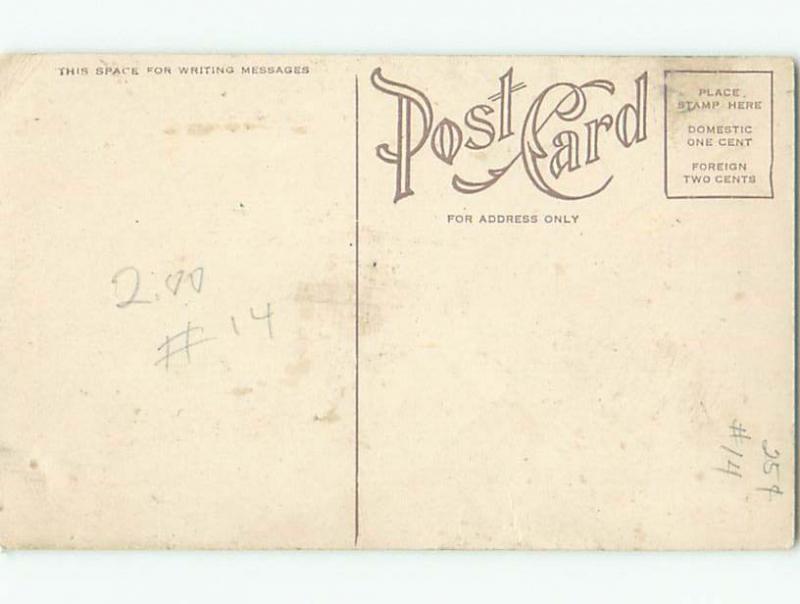 THIS SPACE FOR WRITING MESSAGES
2.00
# 14
Post Card
FOR ADDRESS ONLY
PLACE
STAMP HERE
DOMESTIC
ONE CENT
FOREIGN
TWO CENTS
25¢
#14